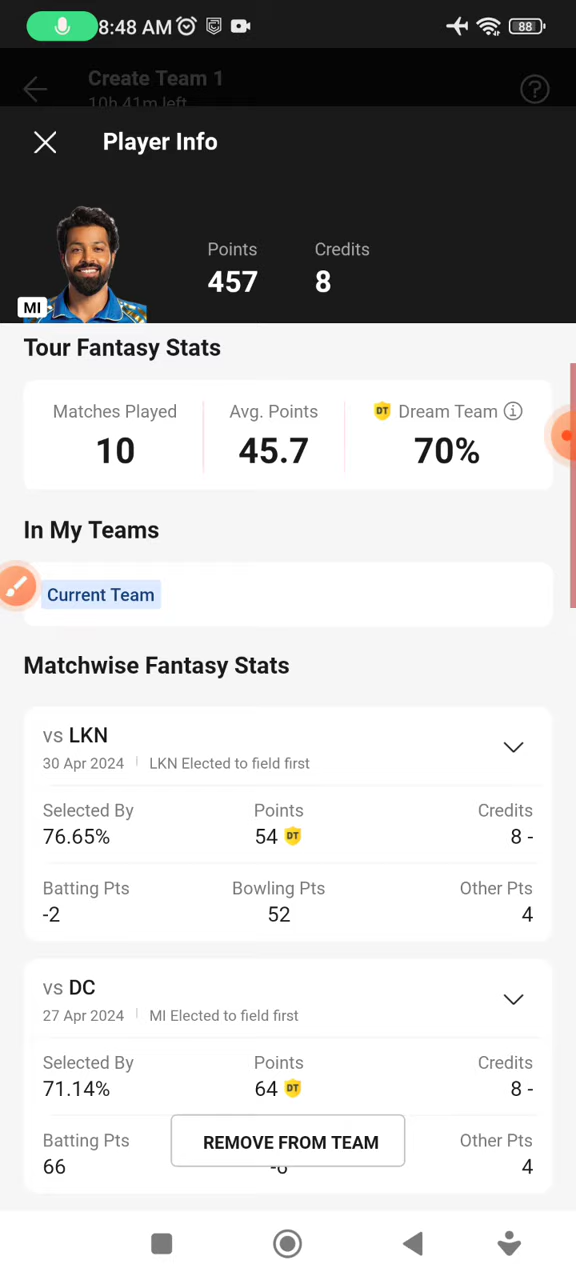 8:48 AM 88
Create Team 1
10h 41m left
Player Info
Points Credits
457 8
MI
Tour Fantasy Stats
Matches Played Avg. Points DT Dream Team
10 45.7 70%
In My Teams
Current Team
Matchwise Fantasy Stats
vs LKN
30 Apr 2024 LKN Elected to field first
Selected By Points Credits
76.65% 54 DT 8 -
Batting Pts Bowling Pts Other Pts
-2 52 4
vs DC
27 Apr 2024 MI Elected to field first
Selected By Points Credits
71.14% 64 DT 8 -
Batting Pts REMOVE FROM TEAM Other Pts
66 -6 4